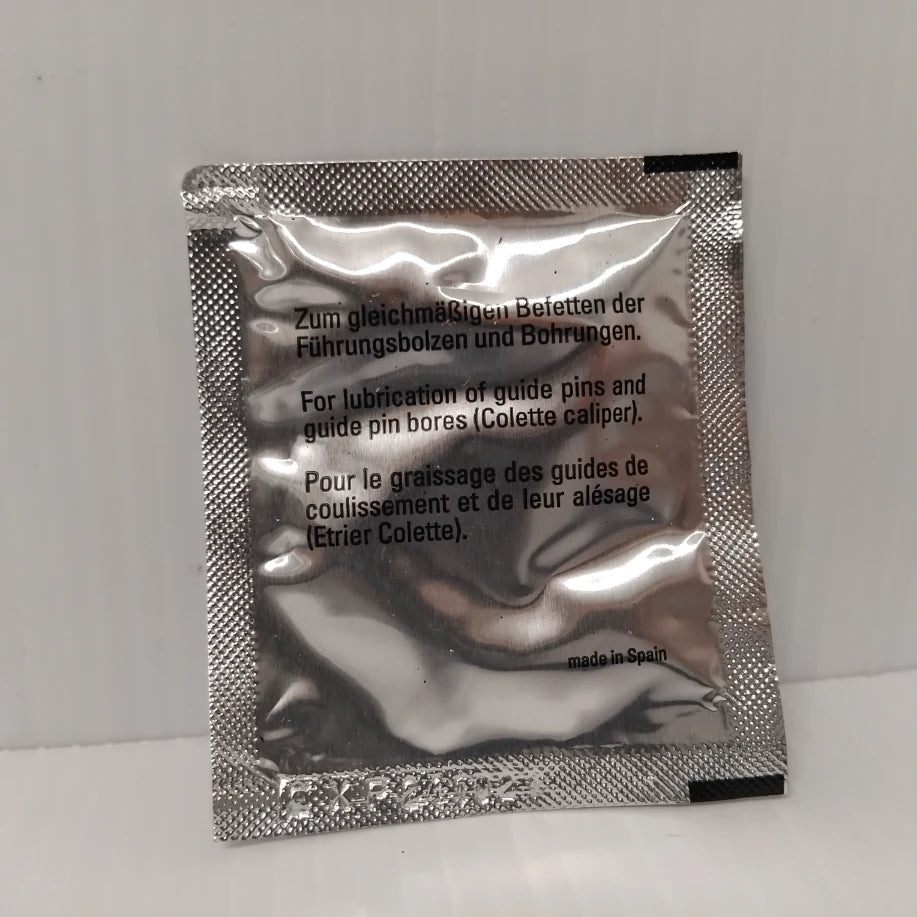 Zum gleichmäßigen Befetten der
Führungsbolzen und Bohrungen.
For lubrication of guide pins and
guide pin bores (Colette caliper).
Pour le graissage des guides de
coulissement et de leur alésage
(Etrier Colette).
made in Spain
EXP